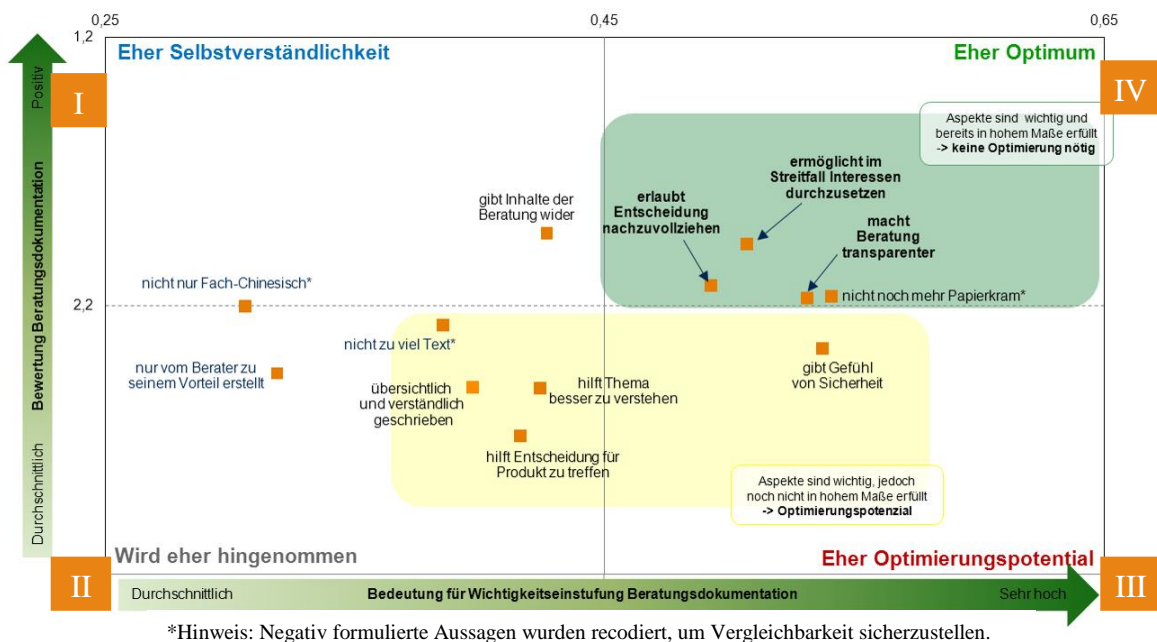 0,25
0,45
0,65
1,2
Eher Selbstverständlichkeit
Eher Optimum
I
IV
Positiv
Aspekte sind wichtig und
bereits in hohem Maße erfüllt
-> keine Optimierung nötig
ermöglicht im
Streitfall Interessen
durchzusetzen
gibt Inhalte der
Beratung wider
erlaubt
Entscheidung
nachzuvollziehen
macht
Beratung
transparenter
nicht nur Fach-Chinesisch*
nicht noch mehr Papierkram*
2,2
Bewertung Beratungsdokumentation
nicht zu viel Text*
nur vom Berater zu
seinem Vorteil erstellt
gibt Gefühl
von Sicherheit
übersichtlich
und verständlich
geschrieben
hilft Thema
besser zu verstehen
hilft Entscheidung für
Produkt zu treffen
Aspekte sind wichtig, jedoch
noch nicht in hohem Maße erfüllt
-> Optimierungspotenzial
Durchschnittlich
Wird eher hingenommen
Eher Optimierungspotential
II
III
Durchschnittlich
Bedeutung für Wichtigkeitseinstufung Beratungsdokumentation
Sehr hoch
*Hinweis: Negativ formulierte Aussagen wurden recodiert, um Vergleichbarkeit sicherzustellen.